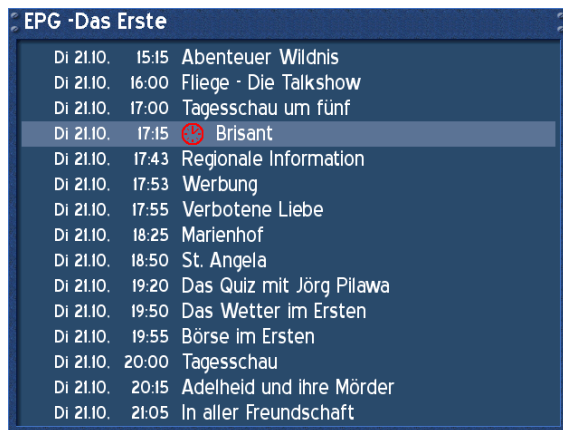 EPG -Das Erste
Di 21.10. 15:15 Abenteuer Wildnis
Di 21.10. 16:00 Fliege - Die Talkshow
Di 21.10. 17:00 Tagesschau um fünf
Di 21.10. 17:15 Brisant
Di 21.10. 17:43 Regionale Information
Di 21.10. 17:53 Werbung
Di 21.10. 17:55 Verbotene Liebe
Di 21.10. 18:25 Marienhof
Di 21.10. 18:50 St. Angela
Di 21.10. 19:20 Das Quiz mit Jörg Pilawa
Di 21.10. 19:50 Das Wetter im Ersten
Di 21.10. 19:55 Börse im Ersten
Di 21.10. 20:00 Tagesschau
Di 21.10. 20:15 Adelheid und ihre Mörder
Di 21.10. 21:05 In aller Freundschaft